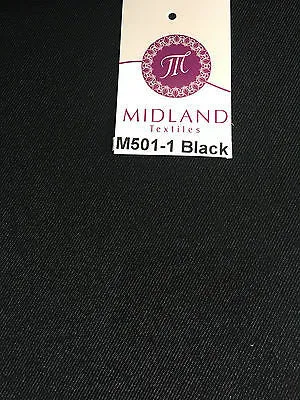 M
MIDLAND
Textiles
M501-1 Black